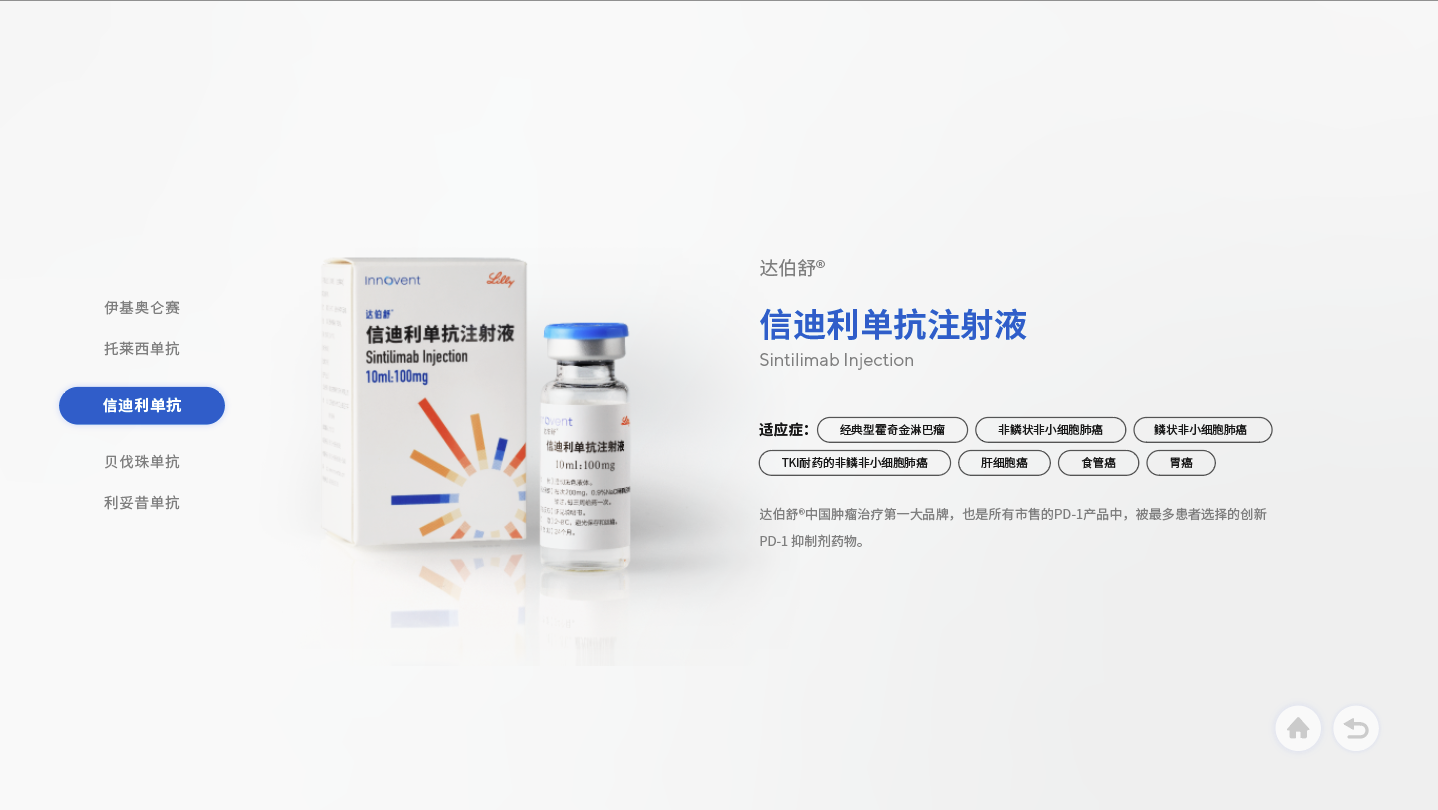 伊基奥仑赛
托莱西单抗
信迪利单抗
贝伐珠单抗
利妥昔单抗
Innovent
Lilly
达伯舒
信迪利单抗注射液
Sintilimab Injection
10ml:100mg
信迪利单抗注射液
10ml:100mg
达伯舒®
信迪利单抗注射液
Sintilimab Injection
适应症：
经典型霍奇金淋巴瘤
非鳞状非小细胞肺癌
鳞状非小细胞肺癌
TKI耐药的非鳞非小细胞肺癌
肝细胞癌
食管癌
胃癌
达伯舒®中国肿瘤治疗第一大品牌，也是所有市售的PD-1产品中，被最多患者选择的创新
PD-1 抑制剂药物。